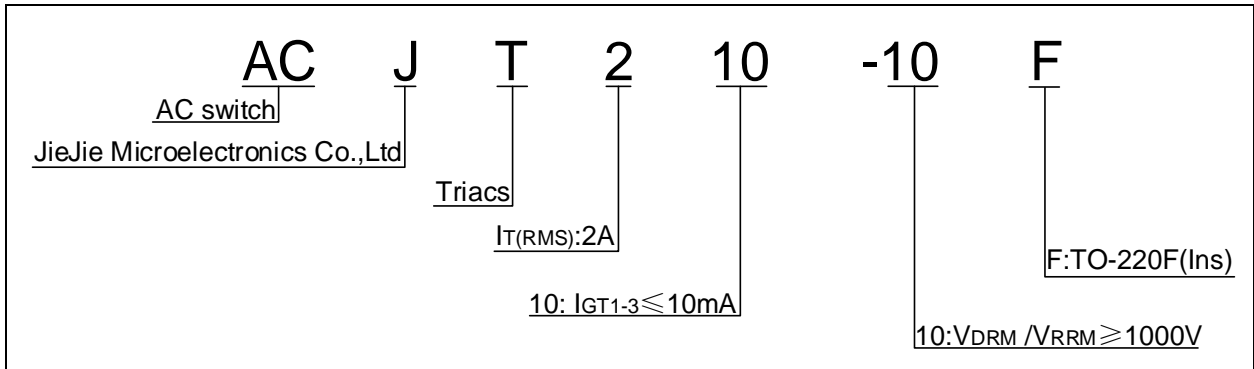 AC J T 2 10 -10 F
AC switch
JieJie Microelectronics Co.,Ltd
Triacs
IT(RMS):2A
F:TO-220F(Ins)
10: IGT1-3≤10mA
10:VDRM /VRRM≥1000V